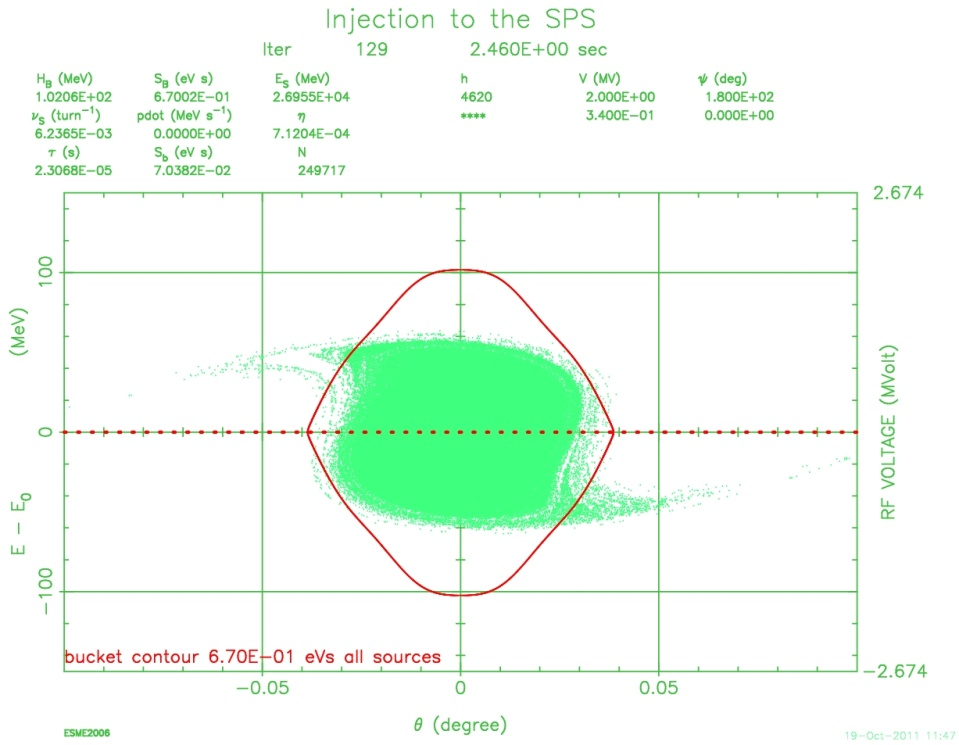 Injection to the SPS
Iter 129 2.460E+00 sec
H_B (MeV) S_B (eV s) E_S (MeV) h V (MV) ψ (deg)
1.0206E+02 6.7002E-01 2.6955E+04 4620 2.000E+00 1.800E+02
ν_S (turn⁻¹) pdot (MeV s⁻¹) η **** 3.400E-01 0.000E+00
6.2365E-03 0.0000E+00 7.1204E-04
τ (s) S_b (eV s) N
2.3068E-05 7.0382E-02 249717
2.674
100
0
-100
E - E_0 (MeV)
RF VOLTAGE (MVolt)
bucket contour 6.70E-01 eVs all sources
-2.674
-0.05 0 0.05
θ (degree)
ESME2006
19-Oct-2011 11:47